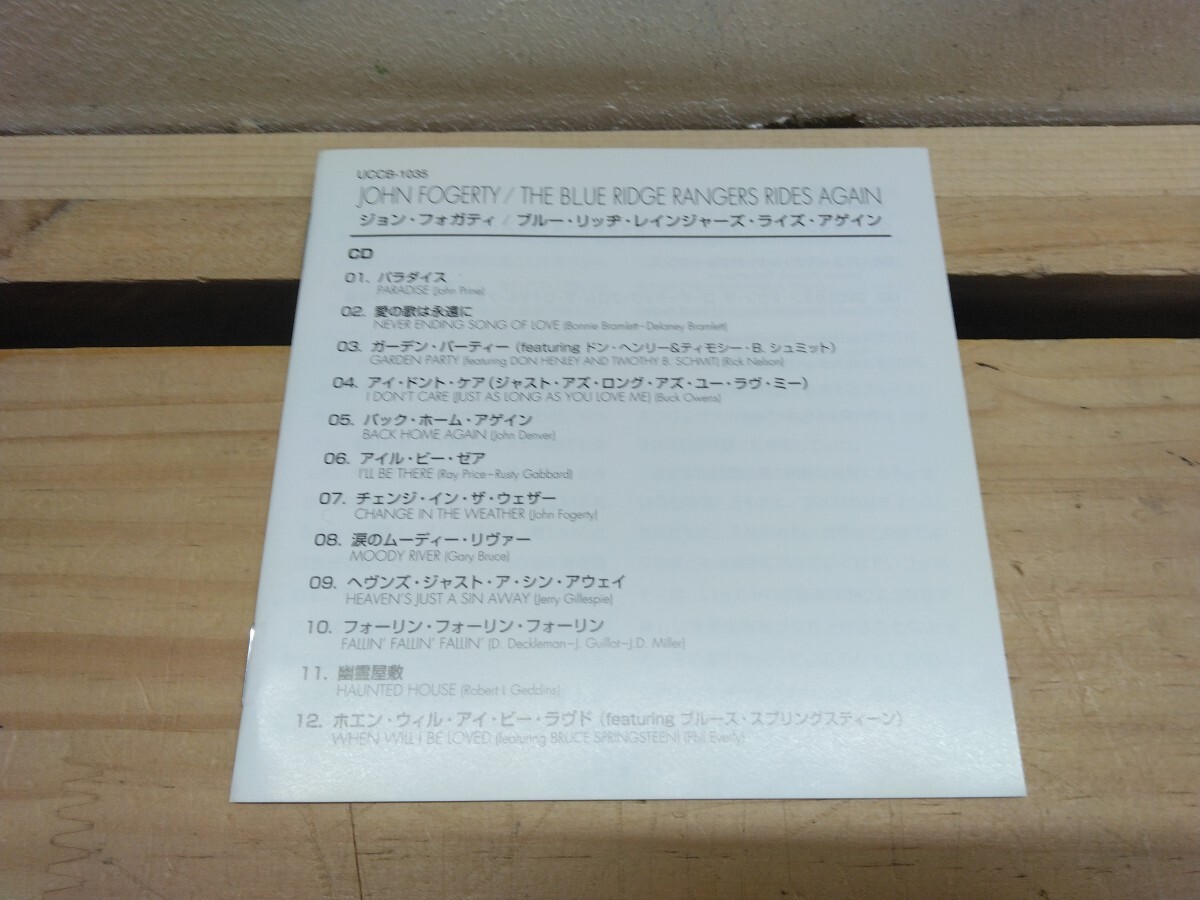 UCCB-1035
JOHN FOGERTY / THE BLUE RIDGE RANGERS RIDES AGAIN
ジョン・フォガティ / ブルー・リッヂ・レインジャーズ・ライズ・アゲイン
CD
01. パラダイス
PARADISE (John Prine)
02. 愛の歌は永遠に
NEVER ENDING SONG OF LOVE (Bonnie Bramlett–Delaney Bramlett)
03. ガーデン・パーティー (featuring ドン・ヘンリー&ティモシー・B. シュミット)
GARDEN PARTY (featuring DON HENLEY AND TIMOTHY B. SCHMIT) (Rick Nelson)
04. アイ・ドント・ケア (ジャスト・アズ・ロング・アズ・ユー・ラヴ・ミー)
I DON'T CARE (JUST AS LONG AS YOU LOVE ME) (Buck Owens)
05. バック・ホーム・アゲイン
BACK HOME AGAIN (John Denver)
06. アイル・ビー・ゼア
I'LL BE THERE (Ray Price–Rusty Gabbard)
07. チェンジ・イン・ザ・ウェザー
CHANGE IN THE WEATHER (John Fogerty)
08. 涙のムーディー・リヴァー
MOODY RIVER (Gary Bruce)
09. ヘヴンズ・ジャスト・ア・シン・アウェイ
HEAVEN'S JUST A SIN AWAY (Jerry Gillespie)
10. フォーリン・フォーリン・フォーリン
FALLIN' FALLIN' FALLIN' (D. Deckleman–J. Guillot–J.D. Miller)
11. 幽霊屋敷
HAUNTED HOUSE (Robert L Geddins)
12. ホエン・ウィル・アイ・ビー・ラヴド (featuring ブルース・スプリングスティーン)
WHEN WILL I BE LOVED (featuring BRUCE SPRINGSTEEN) (Phil Everly)